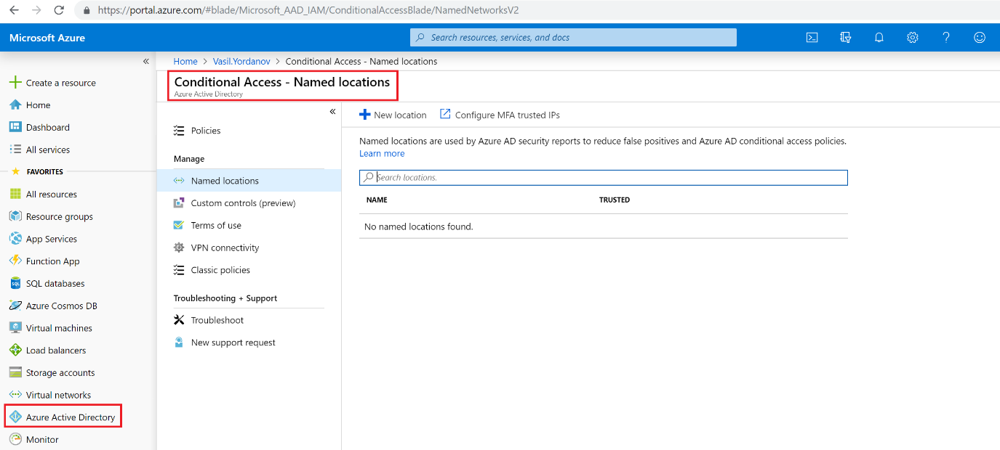 https://portal.azure.com/#blade/Microsoft_AAD_IAM/ConditionalAccessBlade/NamedNetworksV2
Microsoft Azure
Search resources, services, and docs
Home > Vasil.Yordanov > Conditional Access - Named locations
Create a resource
Home
Dashboard
All services
FAVORITES
All resources
Resource groups
App Services
Function App
SQL databases
Azure Cosmos DB
Virtual machines
Load balancers
Storage accounts
Virtual networks
Azure Active Directory
Monitor
Conditional Access - Named locations
Azure Active Directory
Policies
Manage
Named locations
Custom controls (preview)
Terms of use
VPN connectivity
Classic policies
Troubleshooting + Support
Troubleshoot
New support request
New location Configure MFA trusted IPs
Named locations are used by Azure AD security reports to reduce false positives and Azure AD conditional access policies.
Learn more
Search locations.
NAME TRUSTED
No named locations found.